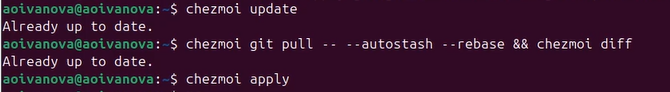 aoivanova@aoivanova:~$ chezmoi update
Already up to date.
aoivanova@aoivanova:~$ chezmoi git pull -- --autostash --rebase && chezmoi diff
Already up to date.
aoivanova@aoivanova:~$ chezmoi apply